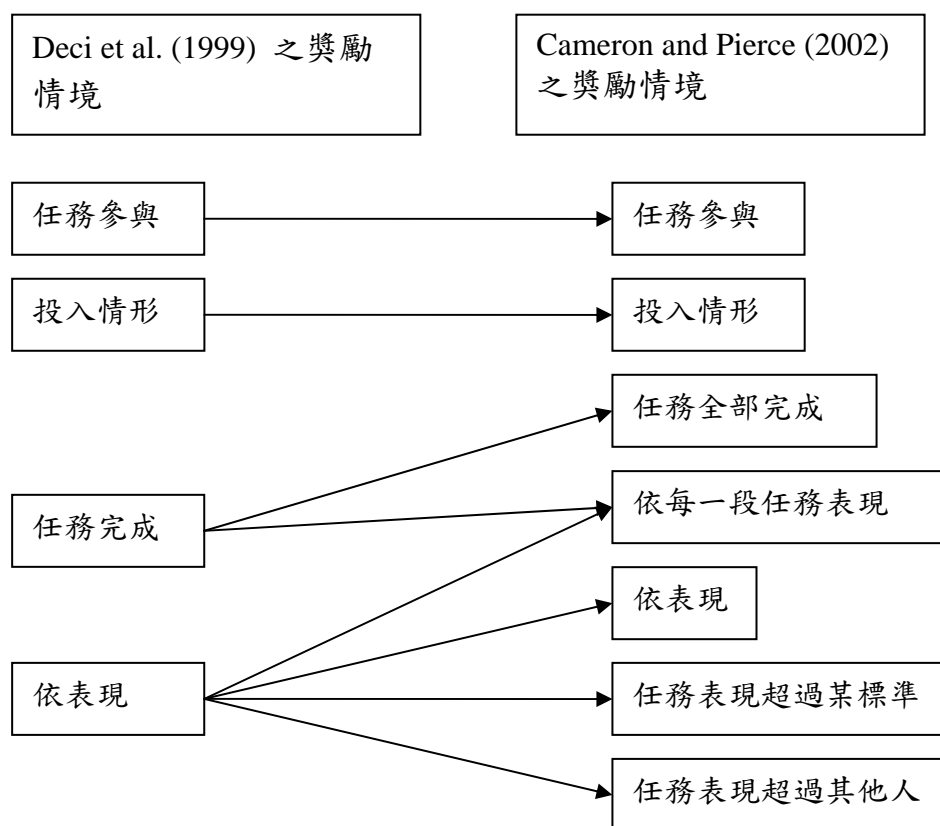 Deci et al. (1999) 之獎勵
情境
Cameron and Pierce (2002)
之獎勵情境
任務參與
任務參與
投入情形
投入情形
任務全部完成
任務完成
依每一段任務表現
依表現
依表現
任務表現超過某標準
任務表現超過其他人